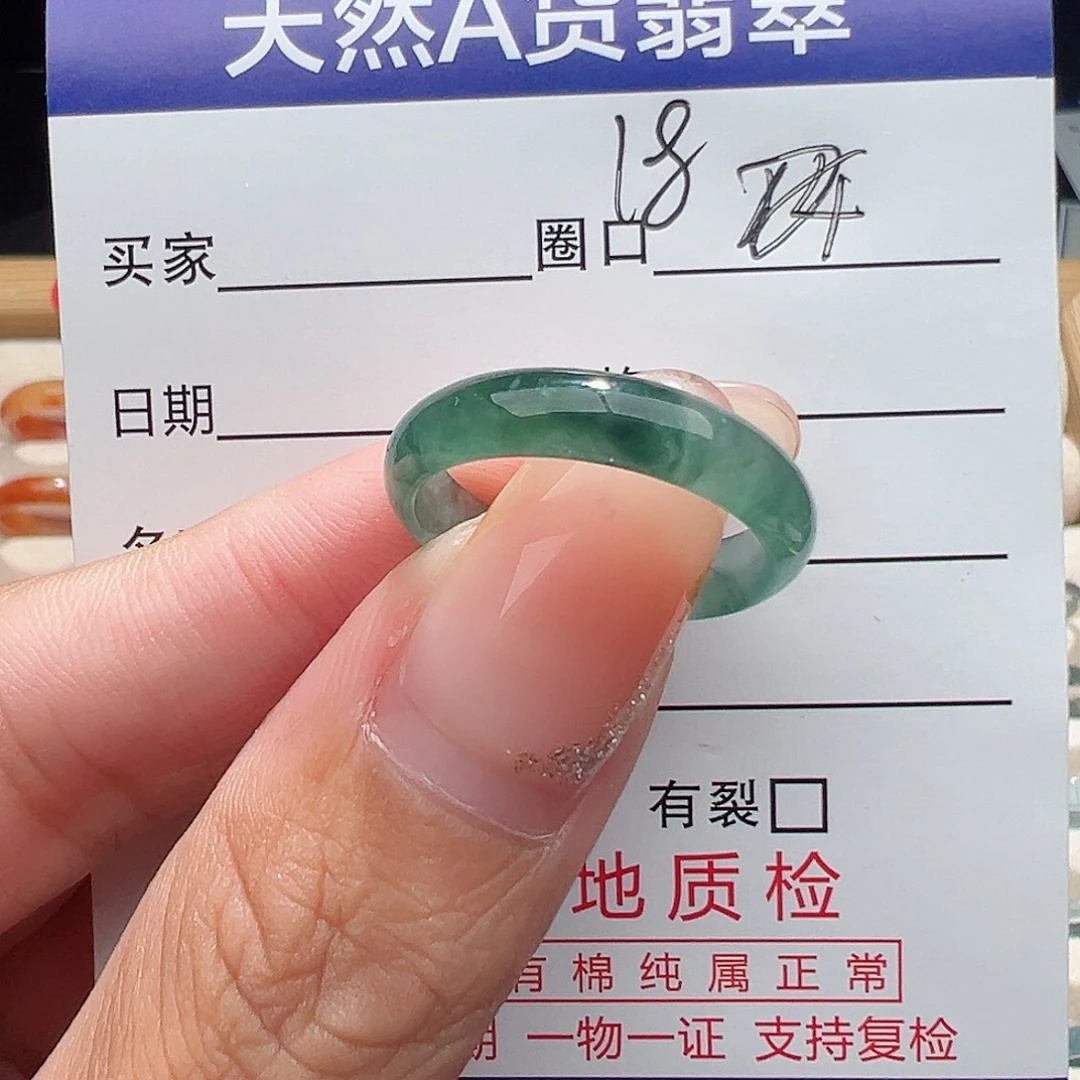 天然A货翡翠
买家 圈口 18
日期
有裂
地质检
有棉纯属正常
期 一物一证 支持复检